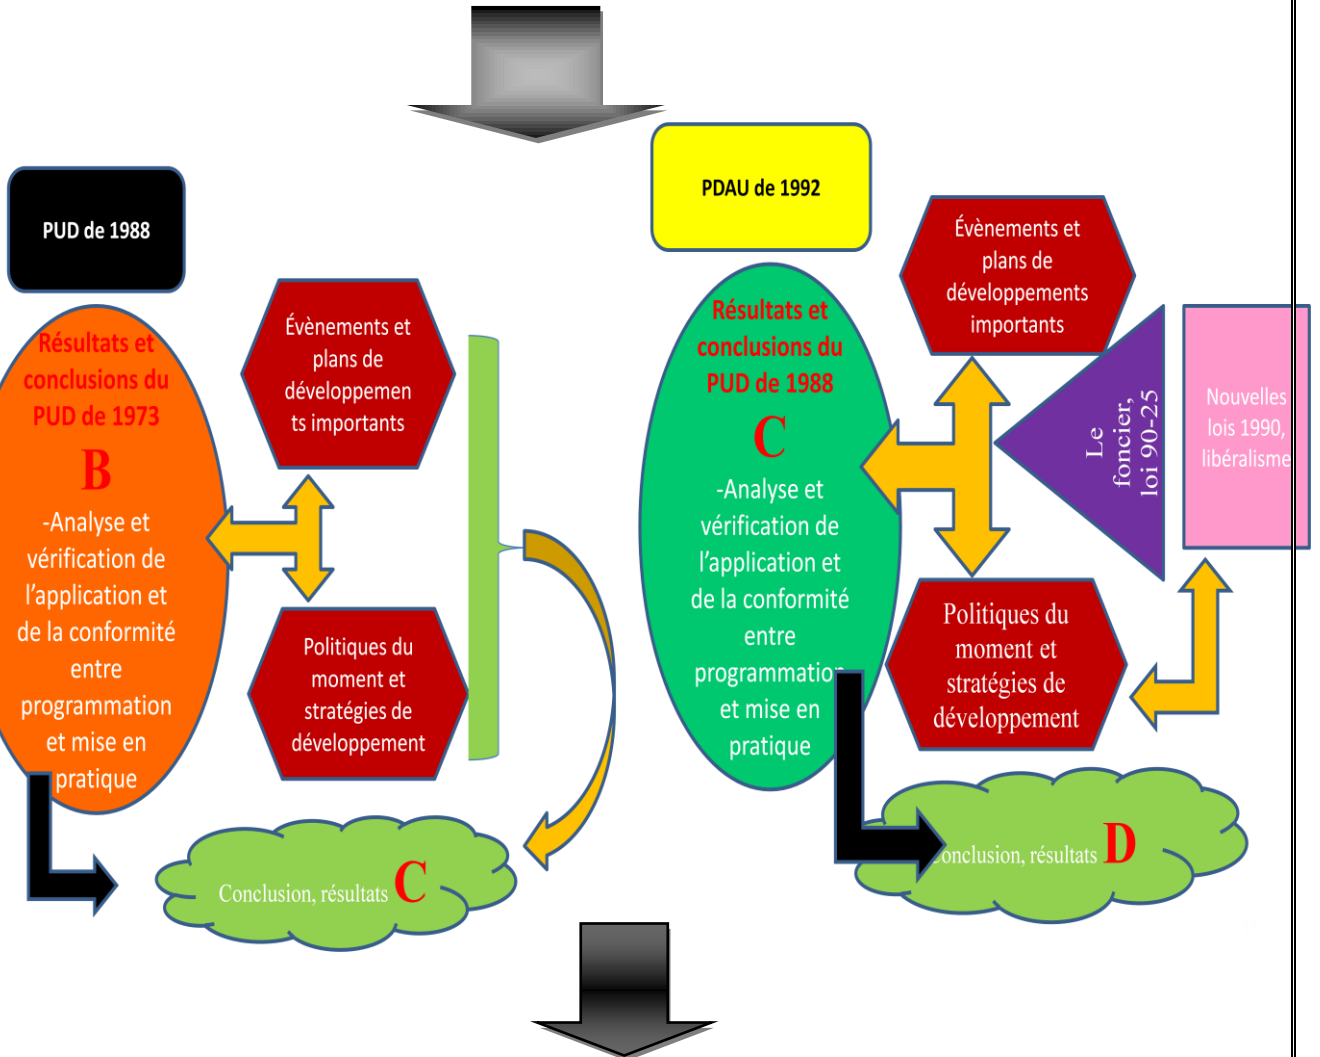 PUD de 1988
Résultats et
conclusions du
PUD de 1973
B
-Analyse et
vérification de
l'application et
de la conformité
entre
programmation
et mise en
pratique
Évènements et
plans de
développemen
ts importants
Politiques du
moment et
stratégies de
développement
Conclusion, résultats C
PDAU de 1992
Résultats et
conclusions du
PUD de 1988
C
-Analyse et
vérification de
l'application et
de la conformité
entre
programmation
et mise en
pratique
Évènements et
plans de
développements
importants
Le
foncier,
loi 90-25
Nouvelles
lois 1990,
libéralisme
Politiques du
moment et
stratégies de
développement
Conclusion, résultats D